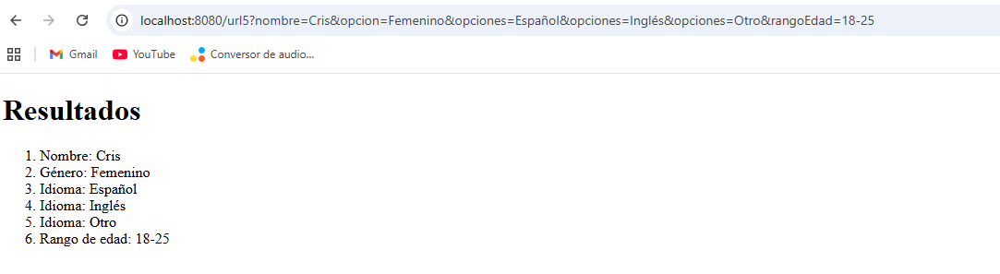 localhost:8080/url5?nombre=Cris&opcion=Femenino&opciones=Español&opciones=Inglés&opciones=Otro&rangoEdad=18-25
Gmail YouTube Conversor de audio...
Resultados
1. Nombre: Cris
2. Género: Femenino
3. Idioma: Español
4. Idioma: Inglés
5. Idioma: Otro
6. Rango de edad: 18-25